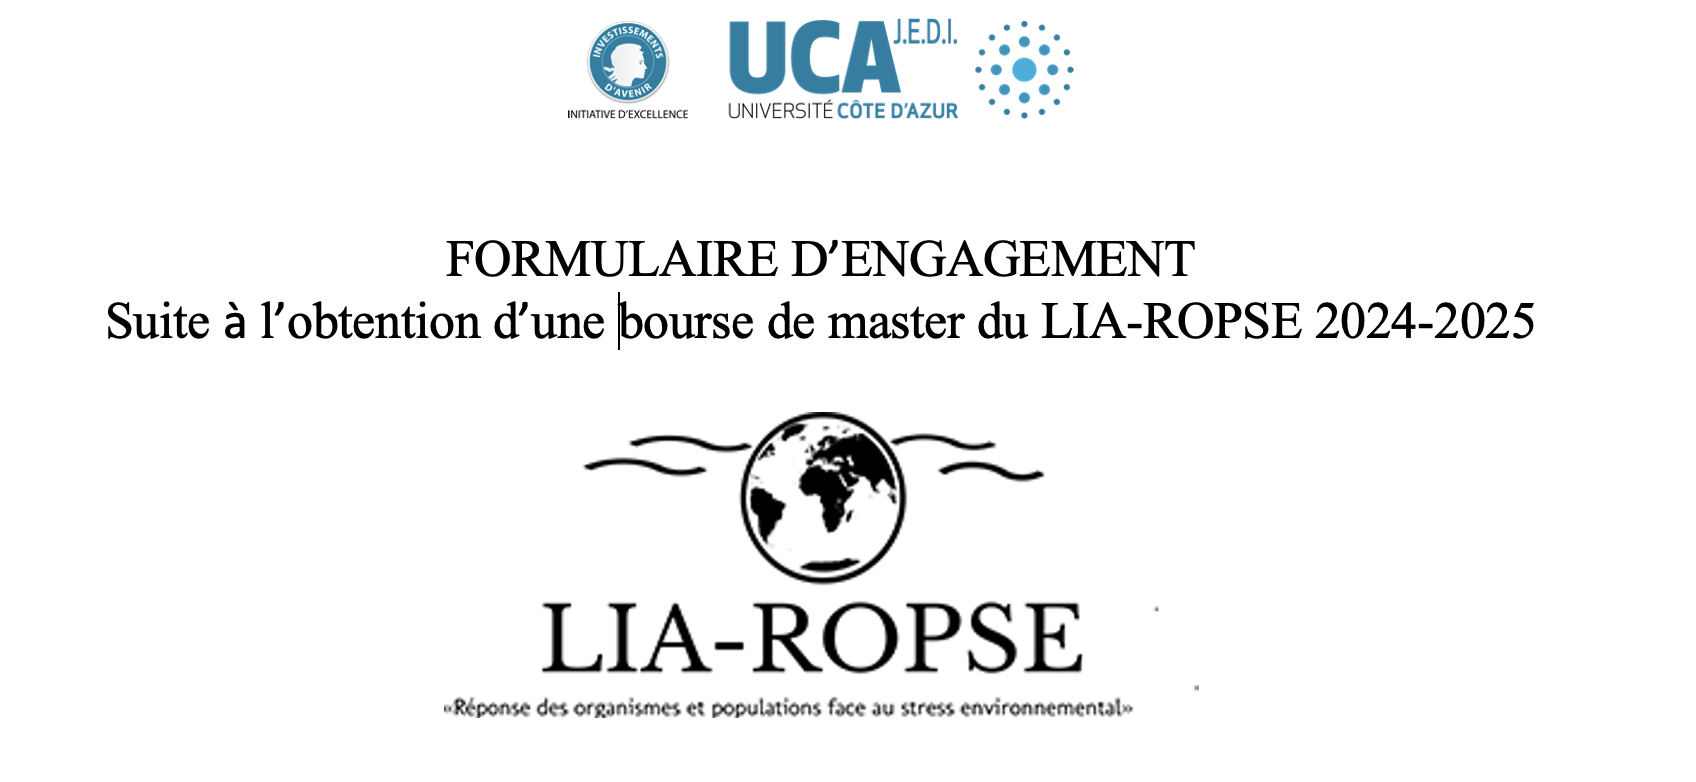 INVESTISSEMENTS
D'AVENIR
INITIATIVE D'EXCELLENCE
UCA J.E.D.I.
UNIVERSITÉ CÔTE D'AZUR
FORMULAIRE D’ENGAGEMENT
Suite à l’obtention d’une bourse de master du LIA-ROPSE 2024-2025
LIA-ROPSE
«Réponse des organismes et populations face au stress environnemental»